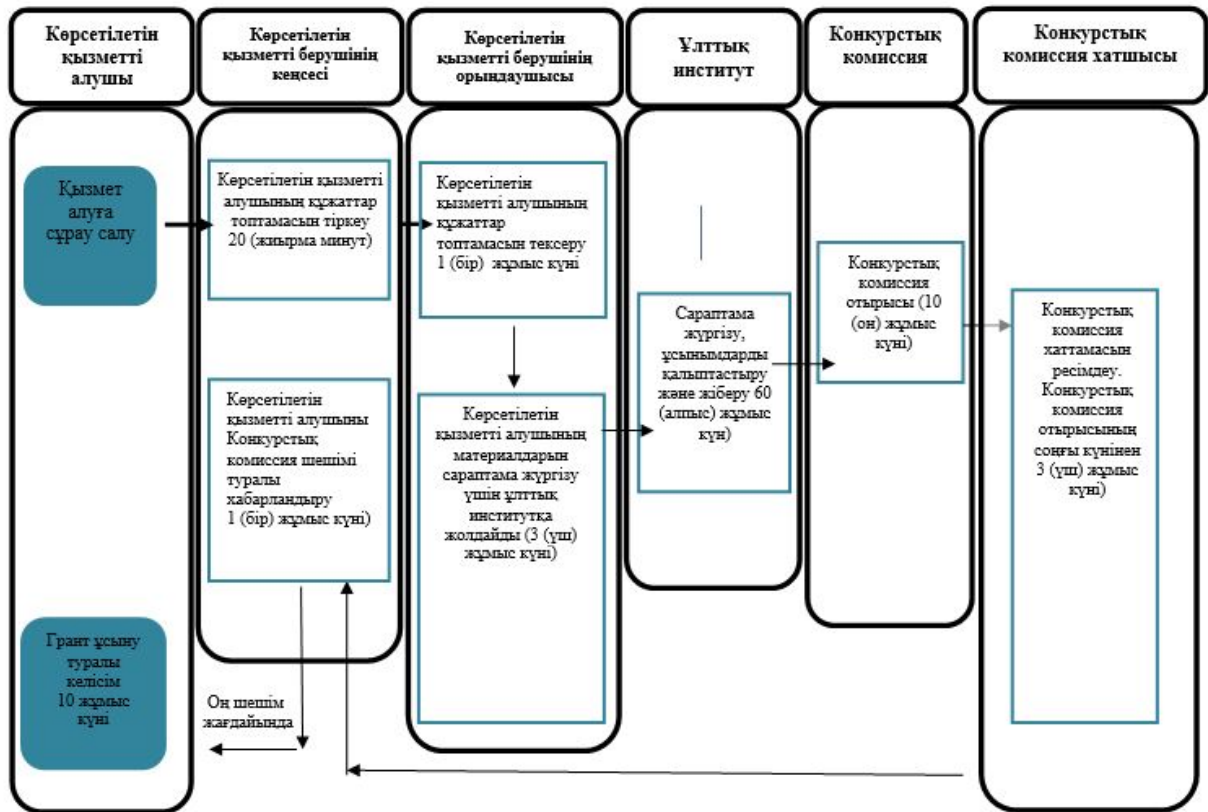 Көрсетілетін
қызметті
алушы
Көрсетілетін
қызметті берушінің
кеңсесі
Көрсетілетін
қызметті берушінің
орындаушысы
Ұлттық
институт
Конкурстық
комиссия
Конкурстық
комиссия хатшысы
Қызмет
алуға
сұрау салу
Көрсетілетін қызметті
алушының құжаттар
топтамасын тіркеу
20 (жиырма минут)
Көрсетілетін
қызметті алушының
құжаттар
топтамасын тексеру
1 (бір) жұмыс күні
Сараптама
жүргізу,
ұсынымдарды
қалыптастыру
және жіберу 60
(алпыс) жұмыс
күн)
Конкурстық
комиссия
отырысы (10
(он) жұмыс
күні)
Конкурстық
комиссия
хаттамасын
ресімдеу.
Конкурстық
комиссия
отырысының
соңғы күнінен
3 (үш) жұмыс
күні)
Көрсетілетін
қызметті алушыны
Конкурстық
комиссия шешімі
туралы
хабарландыру
1 (бір) жұмыс күні)
Көрсетілетін
қызметті алушының
материалдарын
сараптама жүргізу
үшін ұлттық
институтқа
жолдайды (3 (үш)
жұмыс күні)
Грант ұсыну
туралы
келісім
10 жұмыс
күні
Оң шешім
жағдайында